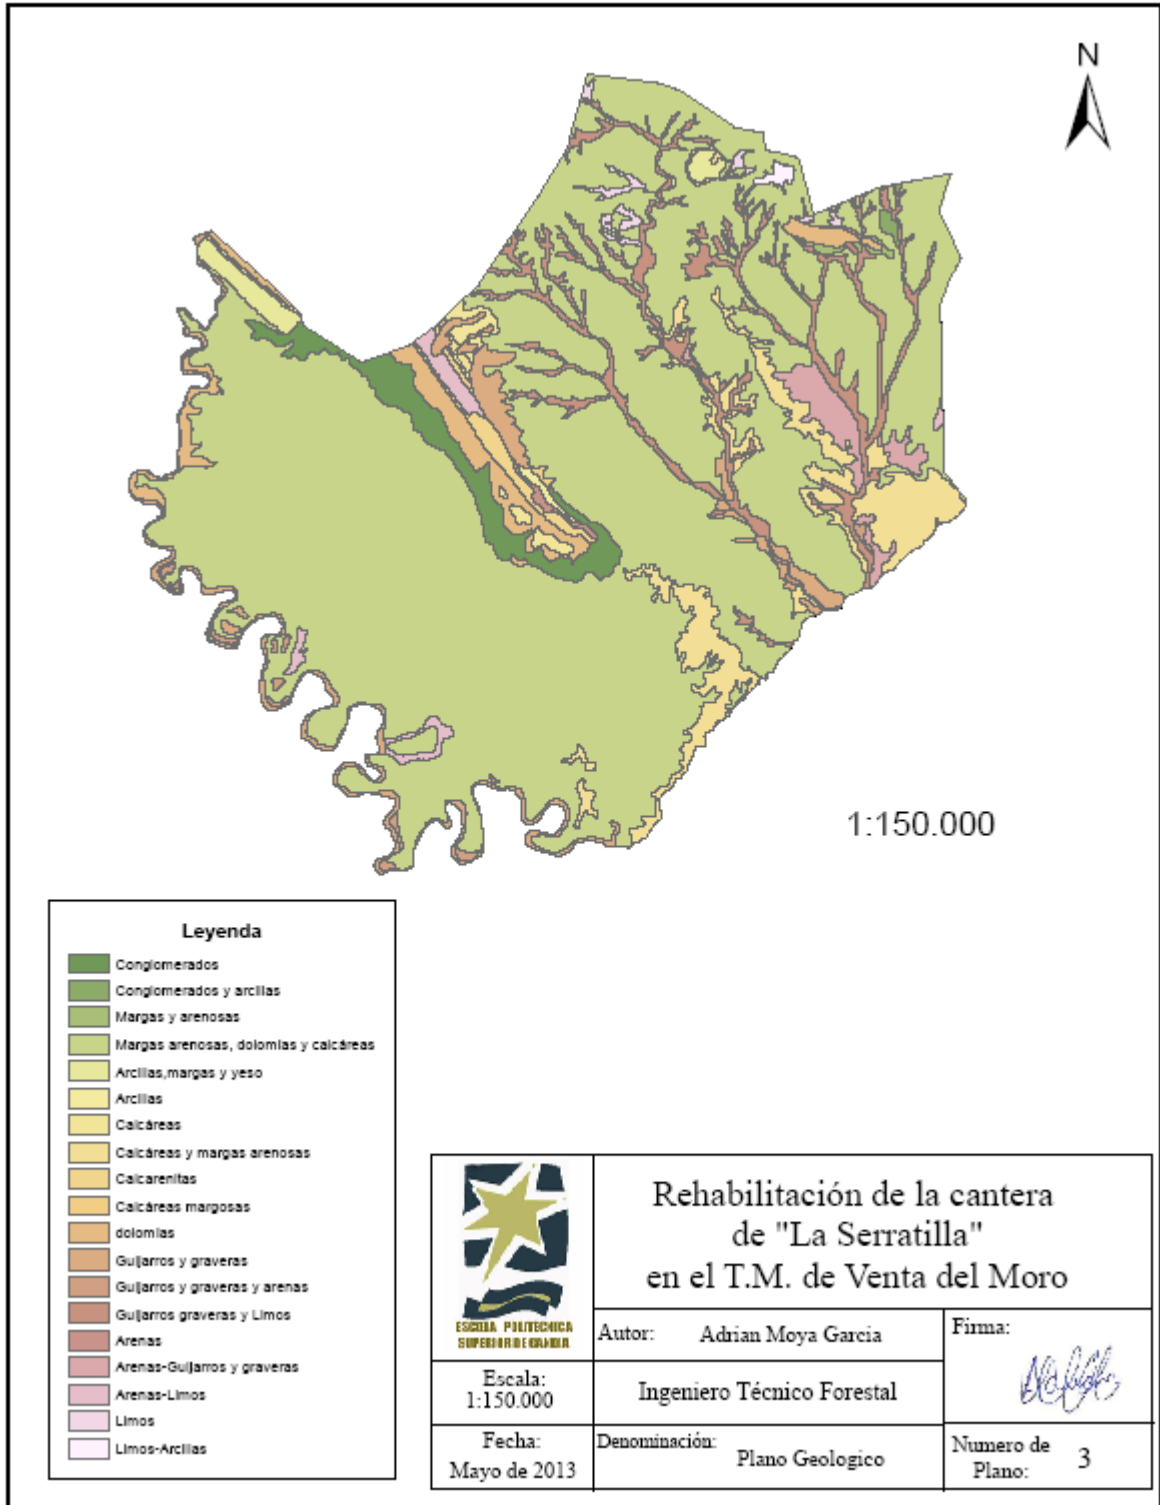 N
1:150.000
Leyenda
Conglomerados
Conglomerados y arcillas
Margas y arenosas
Margas arenosas, dolomías y calcáreas
Arcillas,margas y yeso
Arcillas
Calcáreas
Calcáreas y margas arenosas
Calcarenitas
Calcáreas margosas
dolomías
Guijarros y graveras
Guijarros y graveras y arenas
Guijarros graveras y Limos
Arenas
Arenas-Guijarros y graveras
Arenas-Limos
Limos
Limos-Arcillas
ESCUELA POLITECNICA
SUPERIOR DE GANDIA
Rehabilitación de la cantera
de "La Serratilla"
en el T.M. de Venta del Moro
Autor: Adrian Moya Garcia
Firma:
Escala:
1:150.000
Ingeniero Técnico Forestal
Fecha:
Mayo de 2013
Denominación:
Plano Geologico
Numero de
Plano: 3